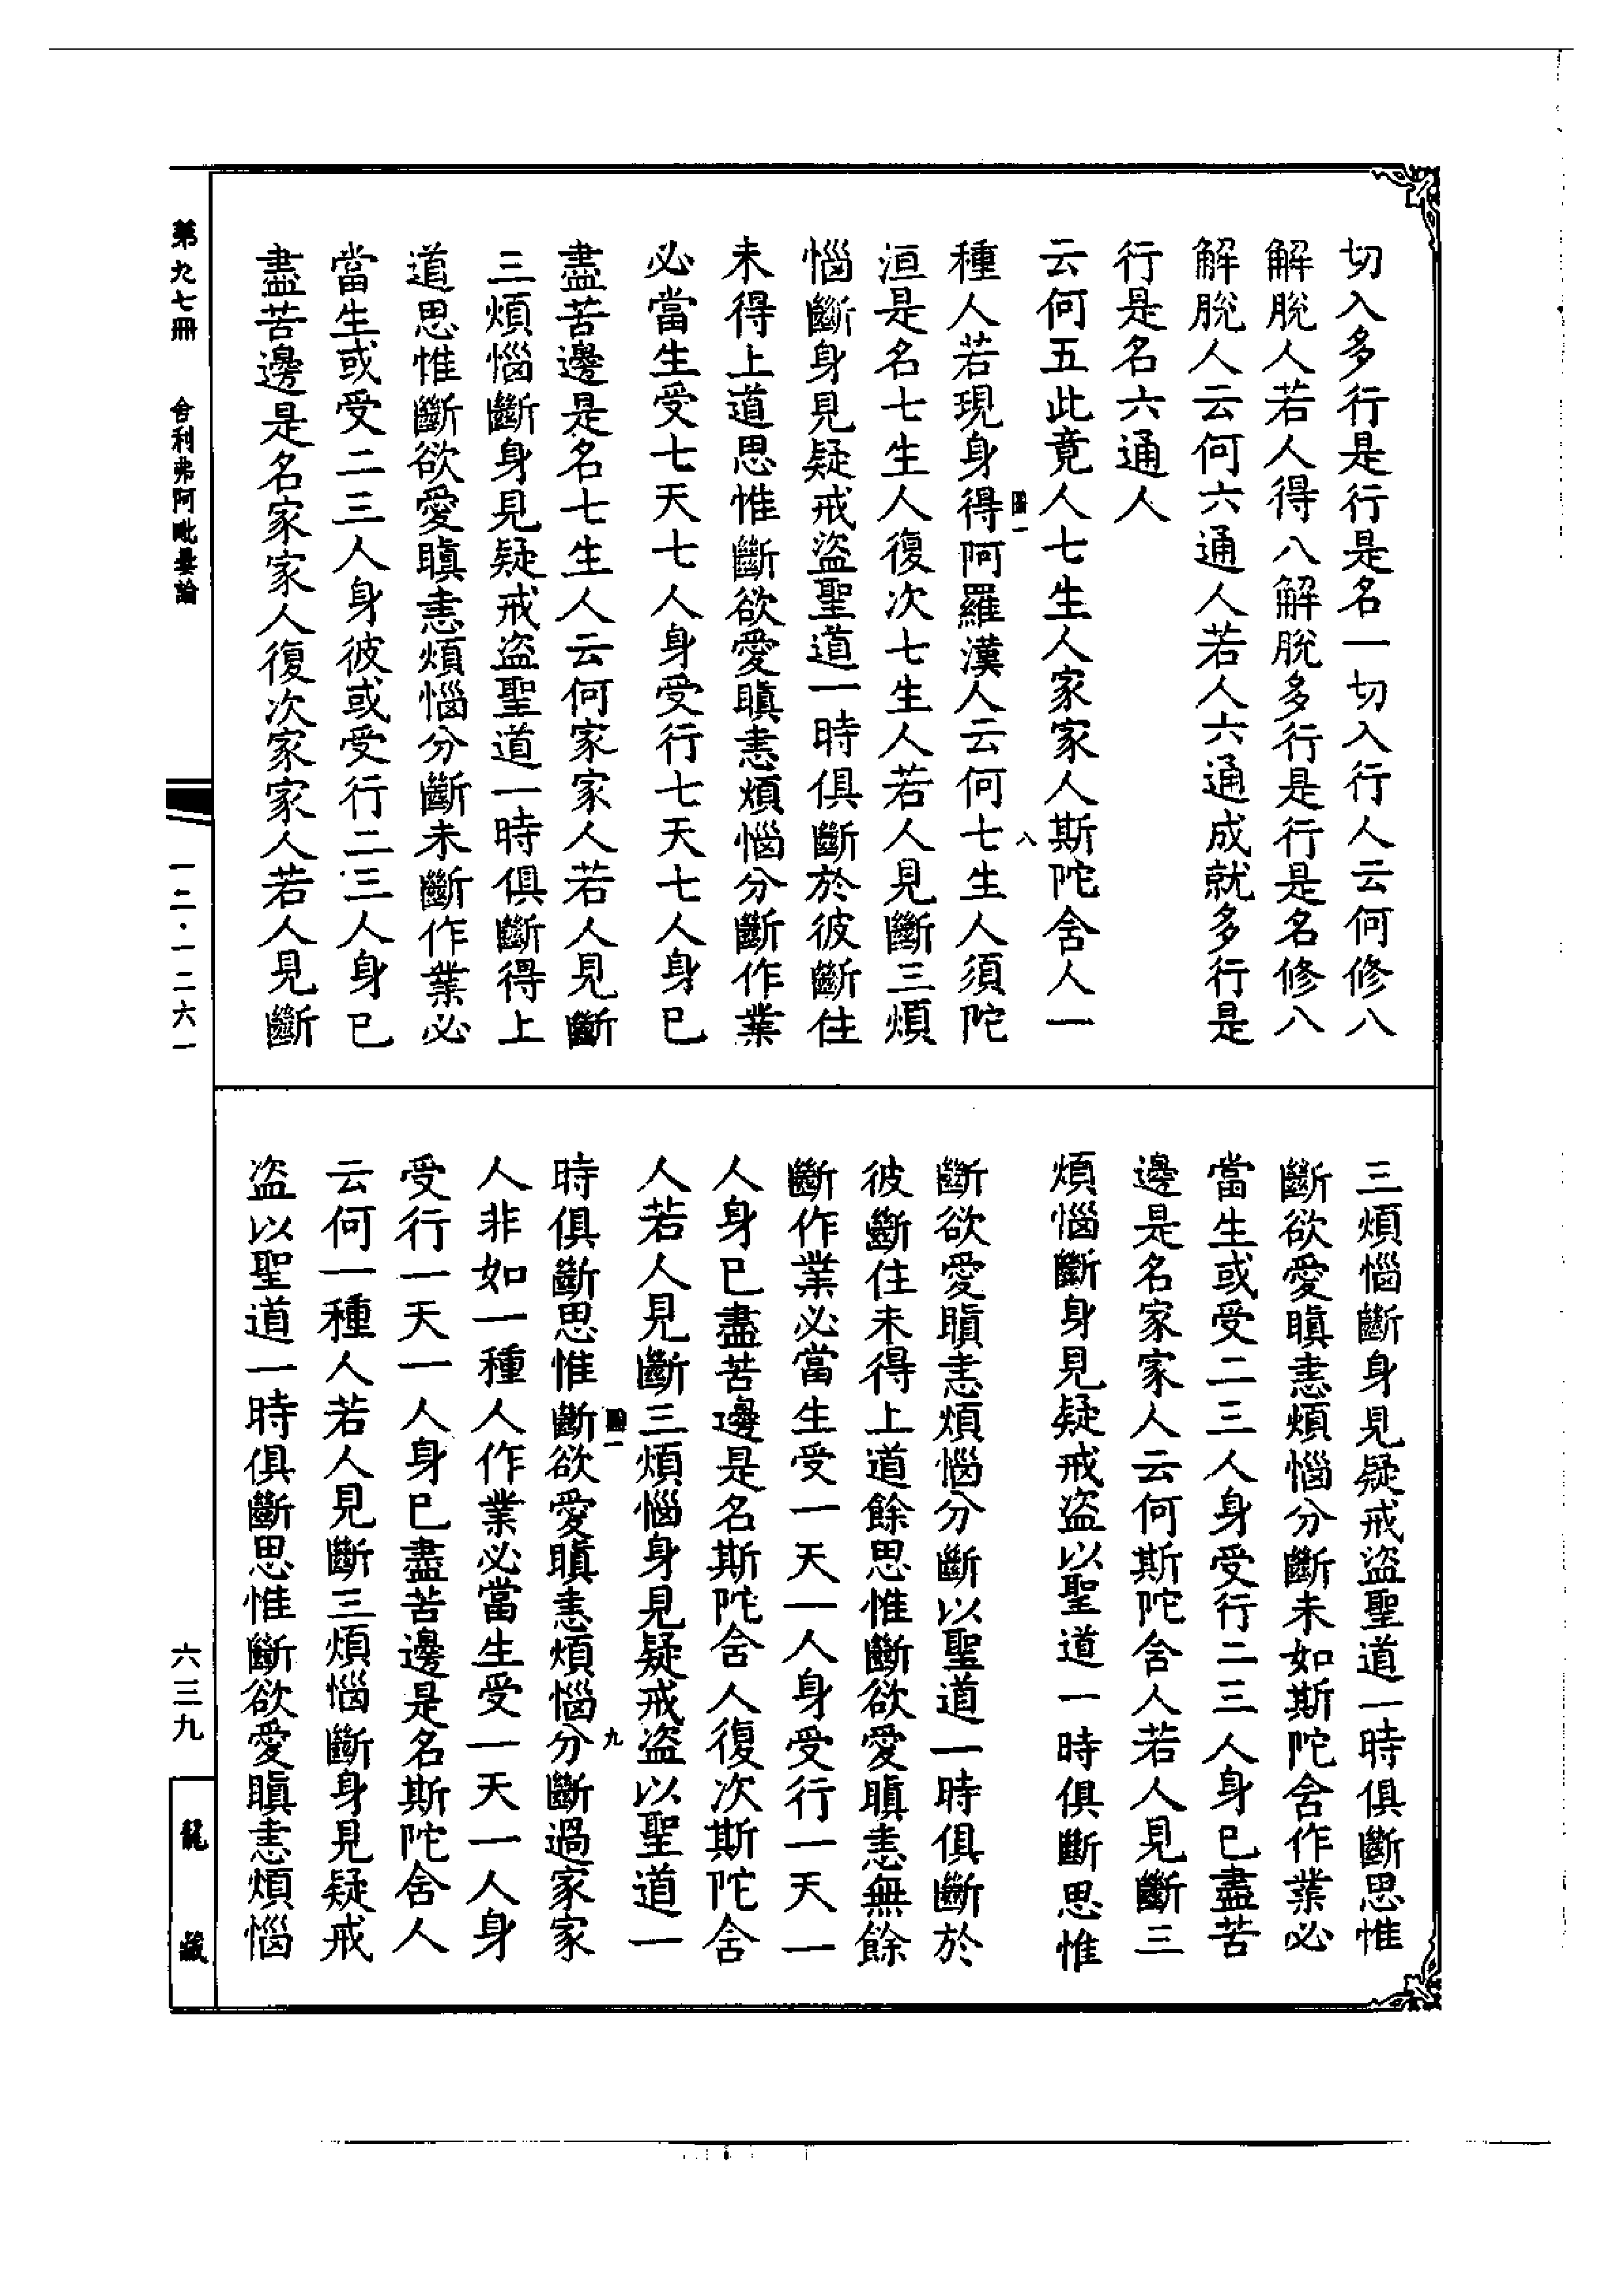 切入多行是行是名一切入行人云何修八
解脫人若人得八解脫多行是行是名修八
解脫人云何六通人若人六通成就多行是
行是名六通人
云何五此竟人七生人家家人斯陀舍人一
種人若現身得阿羅漢人云何七生人須陀
洹是名七生人復次七生人若人見斷三煩
惱斷身見疑戒盜聖道一時俱斷於彼斷住
未得上道思惟斷欲愛瞋恚煩惱分斷作業
必當生受七天七人身受行七天七人身已
盡苦邊是名七生人云何家家人若人見斷
三煩惱斷身見疑戒盜聖道一時俱斷得上
道思惟斷欲愛瞋恚煩惱分斷未斷作業必
當生或受二三人身彼或受行二三人身已
盡苦邊是名家家人復次家家人若人見斷
八
三煩惱斷身見疑戒盜聖道一時俱斷思惟
斷欲愛瞋恚煩惱分斷未如斯陀舍作業必
當生或受二三人身受行二三人身已盡苦
邊是名家家人云何斯陀舍人若人見斷三
煩惱斷身見疑戒盜以聖道一時俱斷思惟
斷欲愛瞋恚煩惱分斷以聖道一時俱斷於
彼斷住未得上道餘思惟斷欲愛瞋恚無餘
斷作業必當生受一天一人身受行一天一
人身已盡苦邊是名斯陀舍人復次斯陀舍
人若人見斷三煩惱身見疑戒盜以聖道一
時俱斷思惟斷欲愛瞋恚煩惱分斷過家家
人非如一種人作業必當生受一天一人身
受行一天一人身已盡苦邊是名斯陀舍人
云何一種人若人見斷三煩惱斷身見疑戒
盜以聖道一時俱斷思惟斷欲愛瞋恚煩惱
九
第九七冊 舍利弗阿毗曇論 一二·一二六一 六三九 龍藏